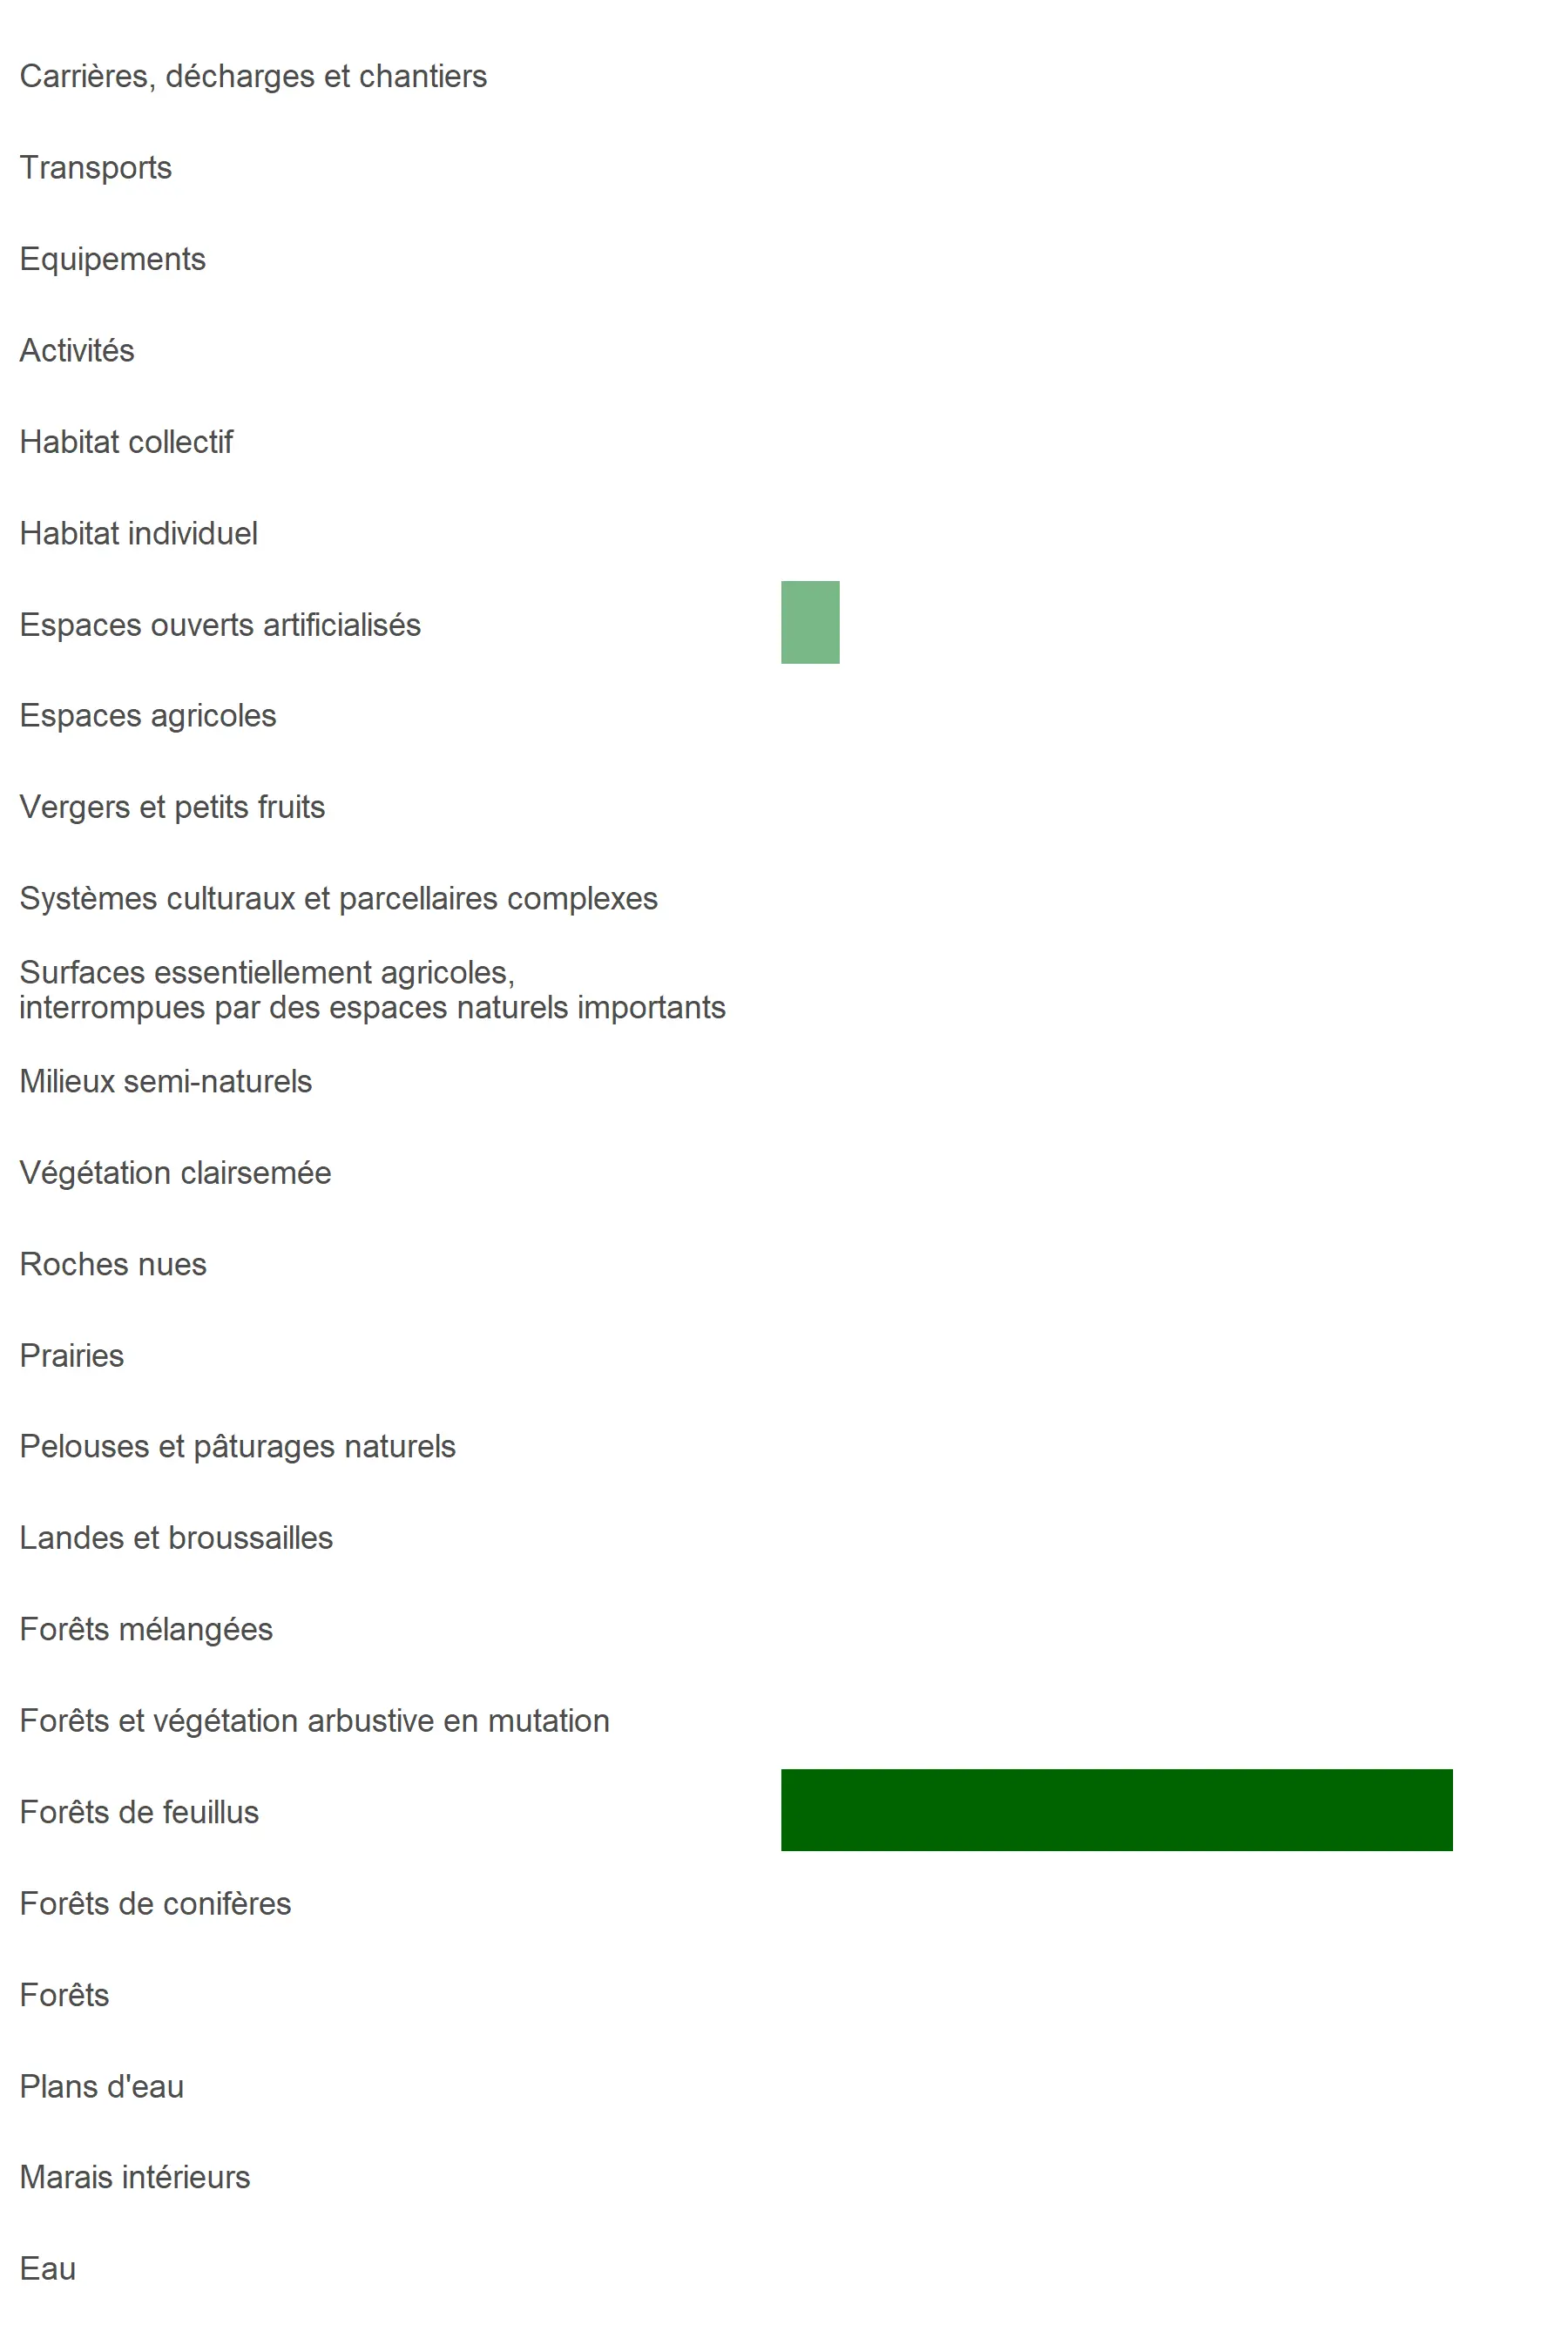 Carrières, décharges et chantiers
Transports
Equipements
Activités
Habitat collectif
Habitat individuel
Espaces ouverts artificialisés
Espaces agricoles
Vergers et petits fruits
Systèmes culturaux et parcellaires complexes
Surfaces essentiellement agricoles,
interrompues par des espaces naturels importants
Milieux semi-naturels
Végétation clairsemée
Roches nues
Prairies
Pelouses et pâturages naturels
Landes et broussailles
Forêts mélangées
Forêts et végétation arbustive en mutation
Forêts de feuillus
Forêts de conifères
Forêts
Plans d'eau
Marais intérieurs
Eau